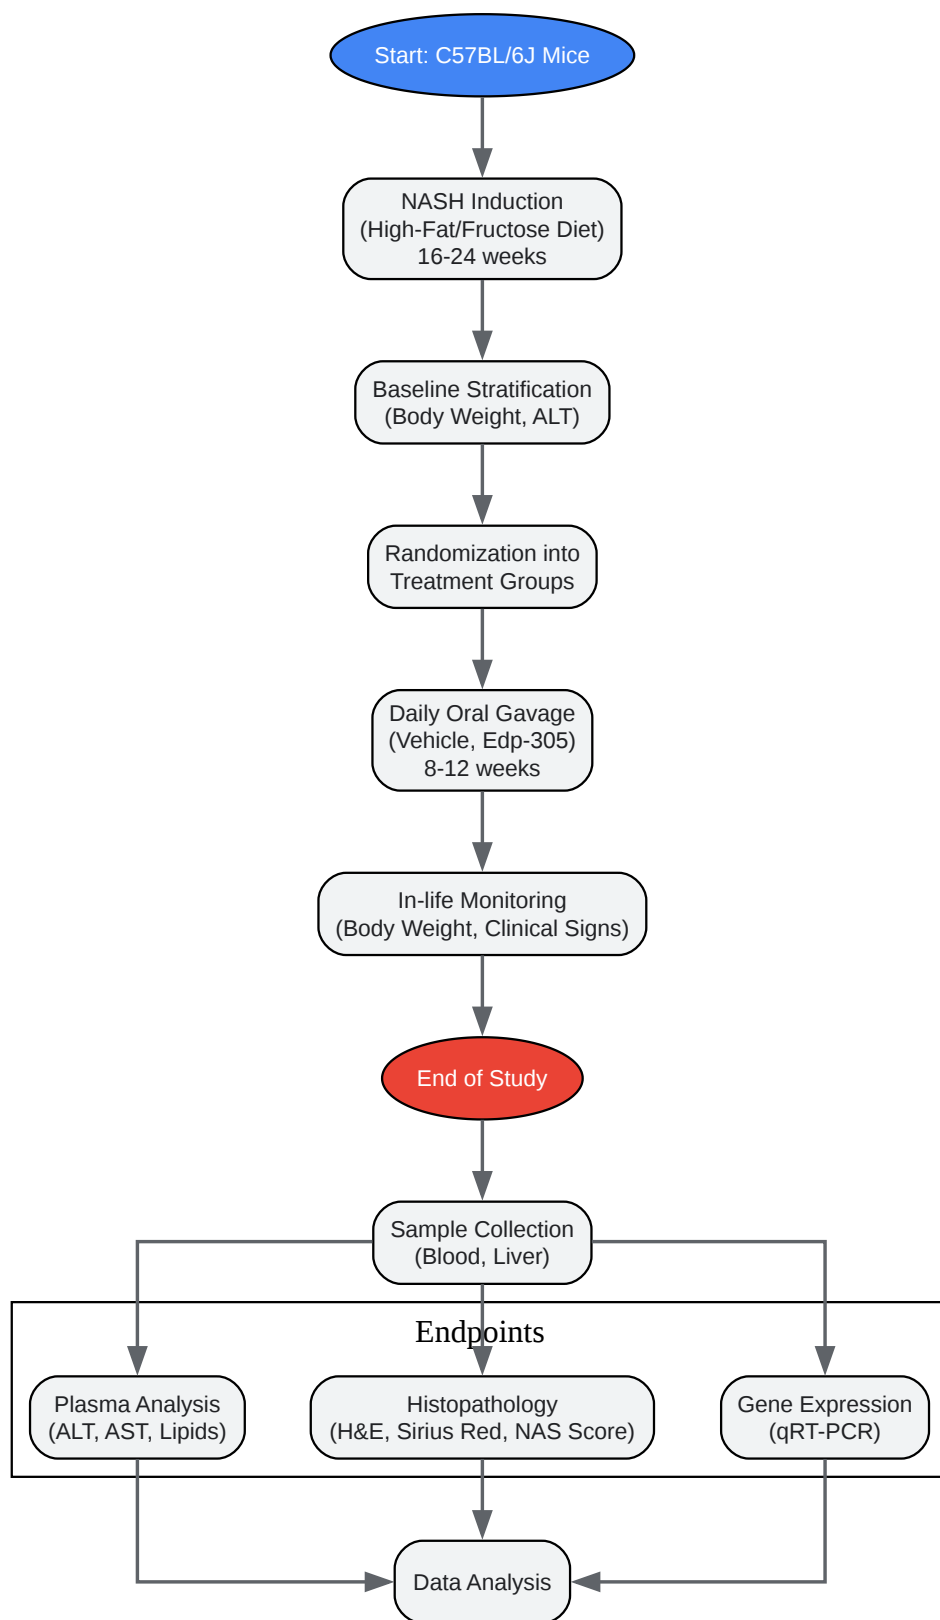 Start: C57BL/6J Mice
NASH Induction
(High-Fat/Fructose Diet)
16-24 weeks
Baseline Stratification
(Body Weight, ALT)
Randomization into
Treatment Groups
Daily Oral Gavage
(Vehicle, Edp-305)
8-12 weeks
In-life Monitoring
(Body Weight, Clinical Signs)
End of Study
Sample Collection
(Blood, Liver)
Endpoints
Plasma Analysis
(ALT, AST, Lipids)
Histopathology
(H&E, Sirius Red, NAS Score)
Gene Expression
(qRT-PCR)
Data Analysis